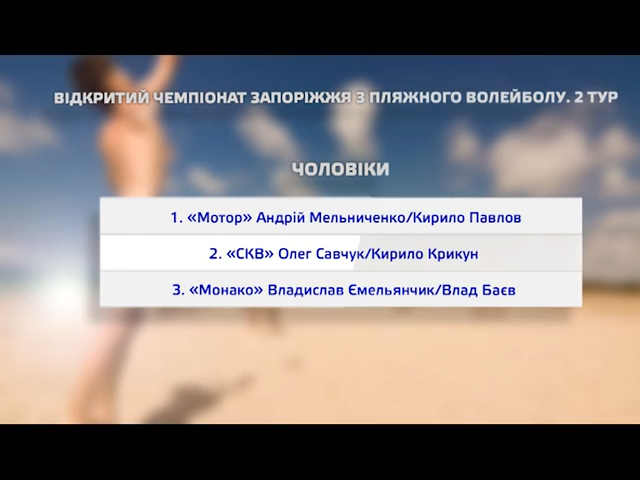 ВІДКРИТИЙ ЧЕМПІОНАТ ЗАПОРІЖЖЯ З ПЛЯЖНОГО ВОЛЕЙБОЛУ. 2 ТУР
ЧОЛОВІКИ
1. «Мотор» Андрій Мельниченко/Кирило Павлов
2. «СКВ» Олег Савчук/Кирило Крикун
3. «Монако» Владислав Ємельянчик/Влад Баєв